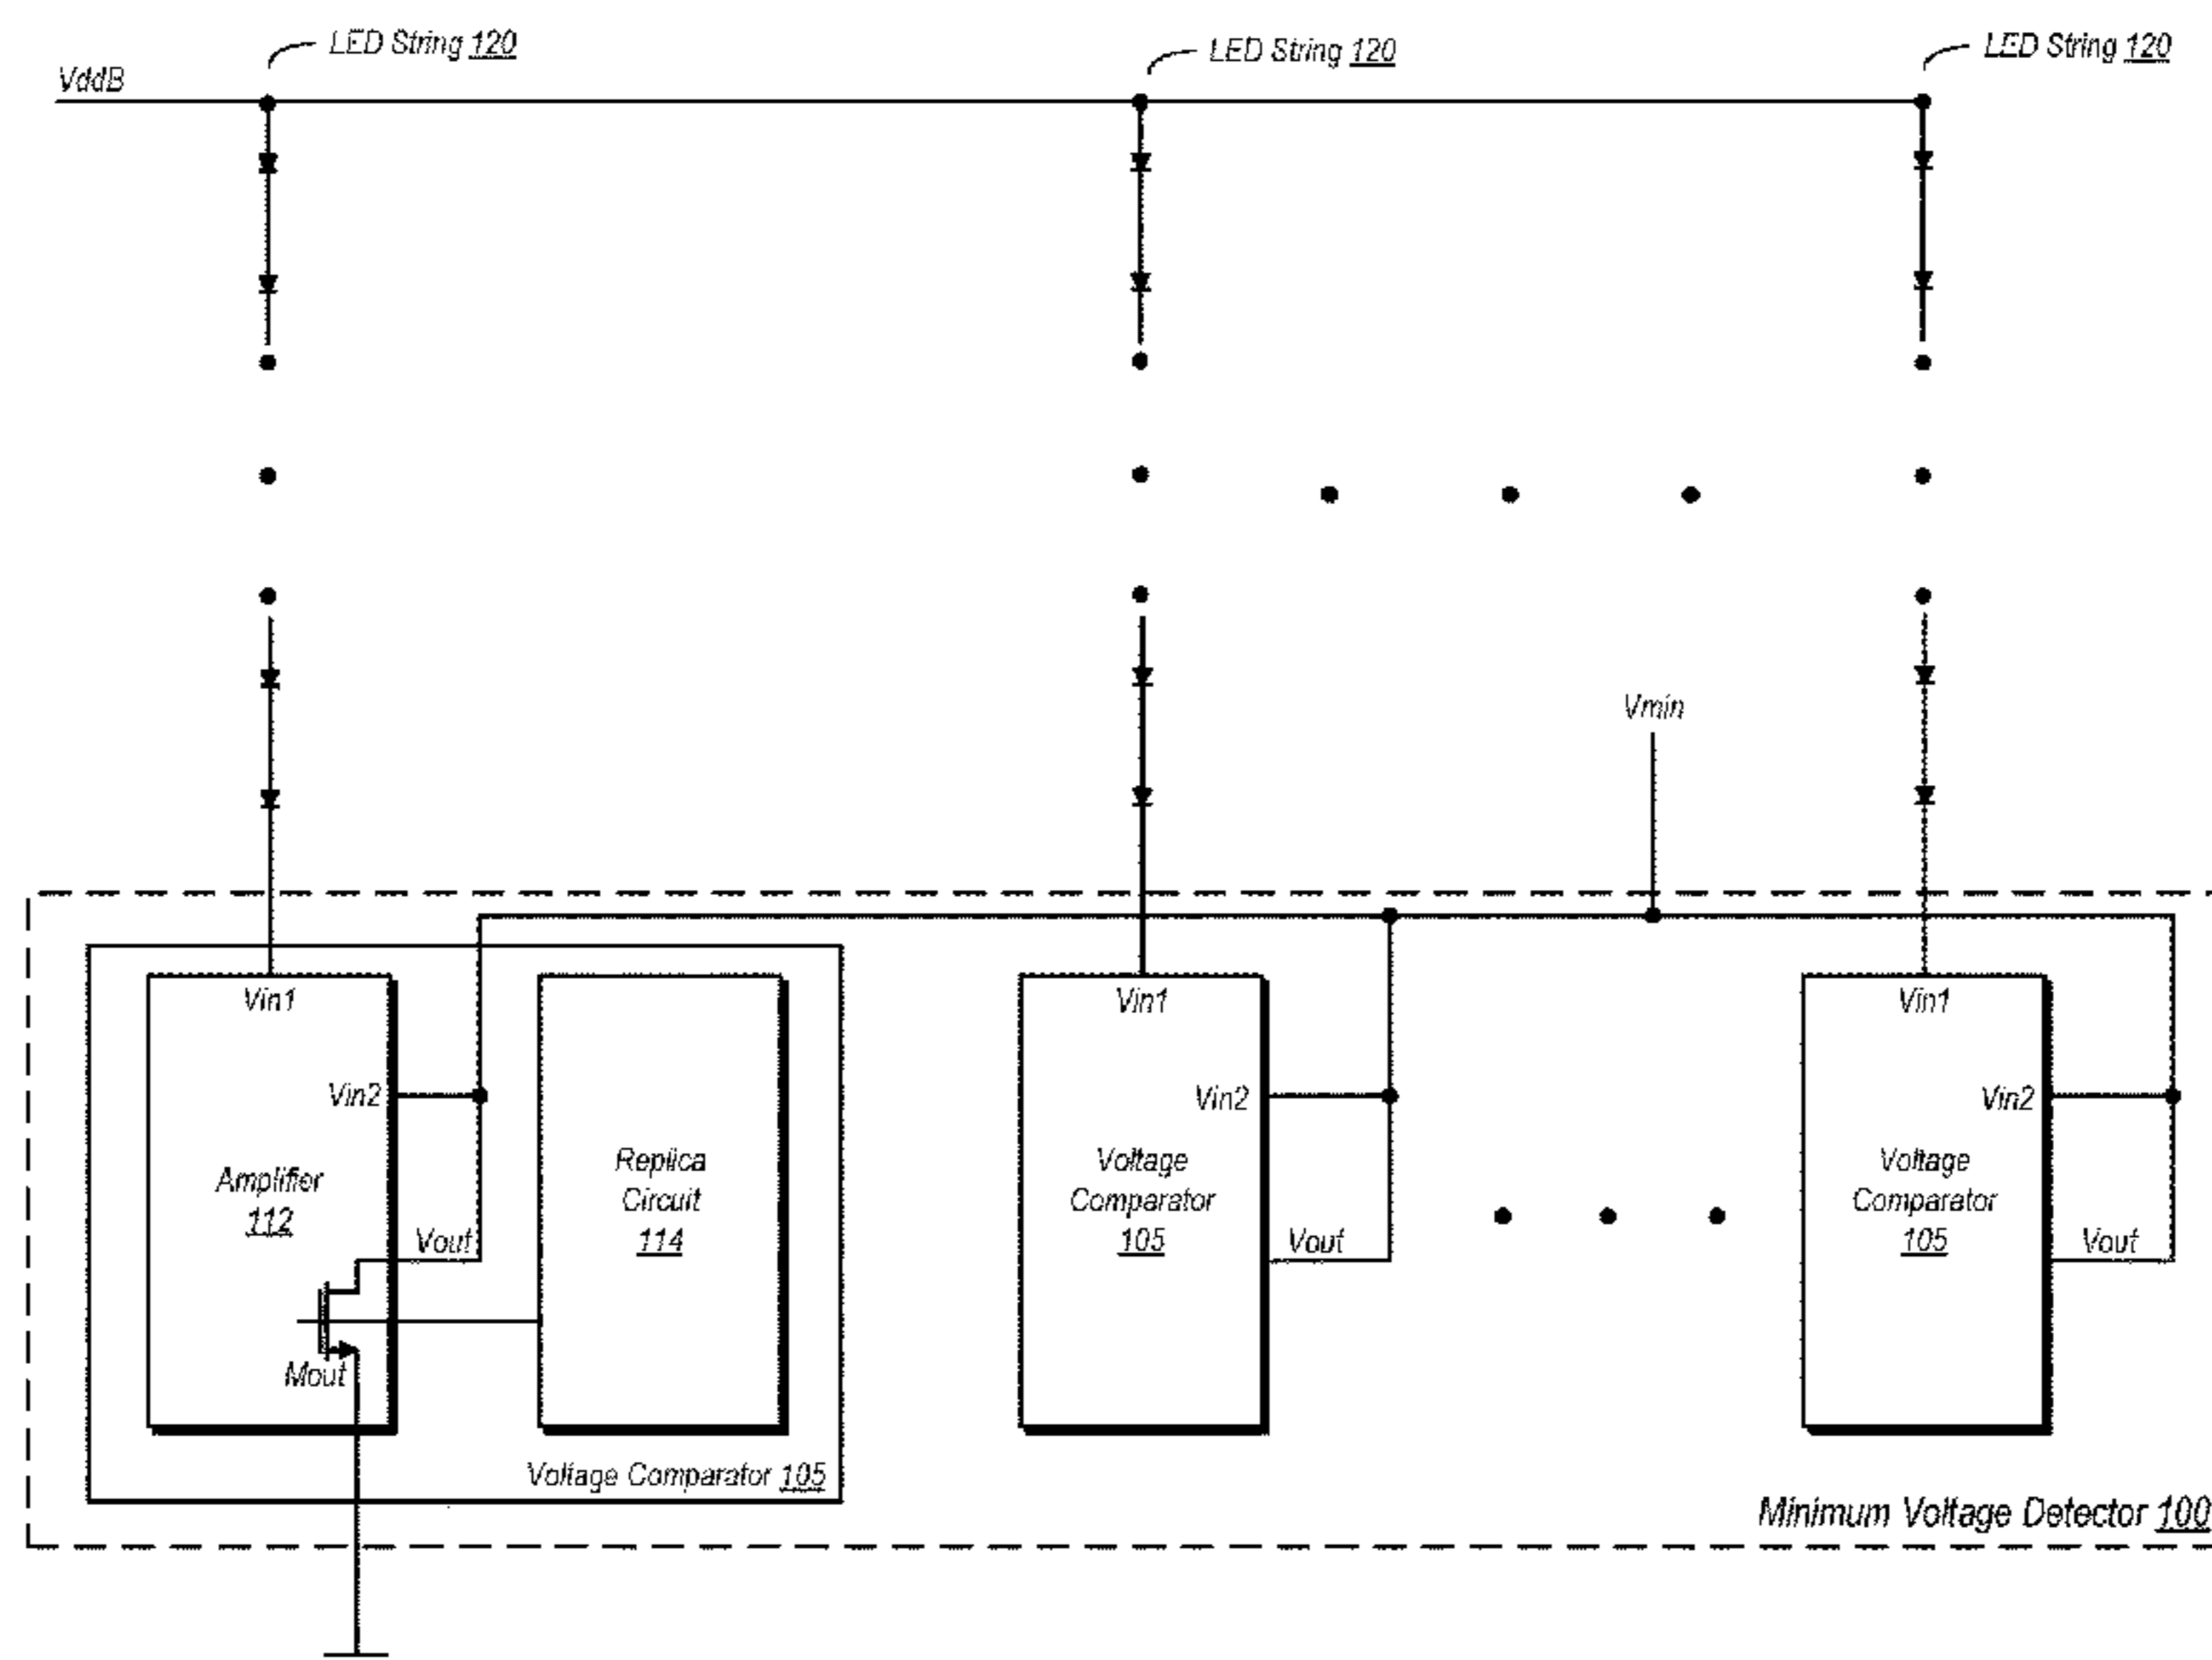 LED String 120
LED String 120
LED String 120
VddB
Vmin
Vin1
Vin2
Amplifier
112
Vout
Mout
Replica
Circuit
114
Voltage Comparator 105
Vin1
Vin2
Voltage
Comparator
105
Vout
Vin1
Vin2
Voltage
Comparator
105
Vout
Minimum Voltage Detector 100